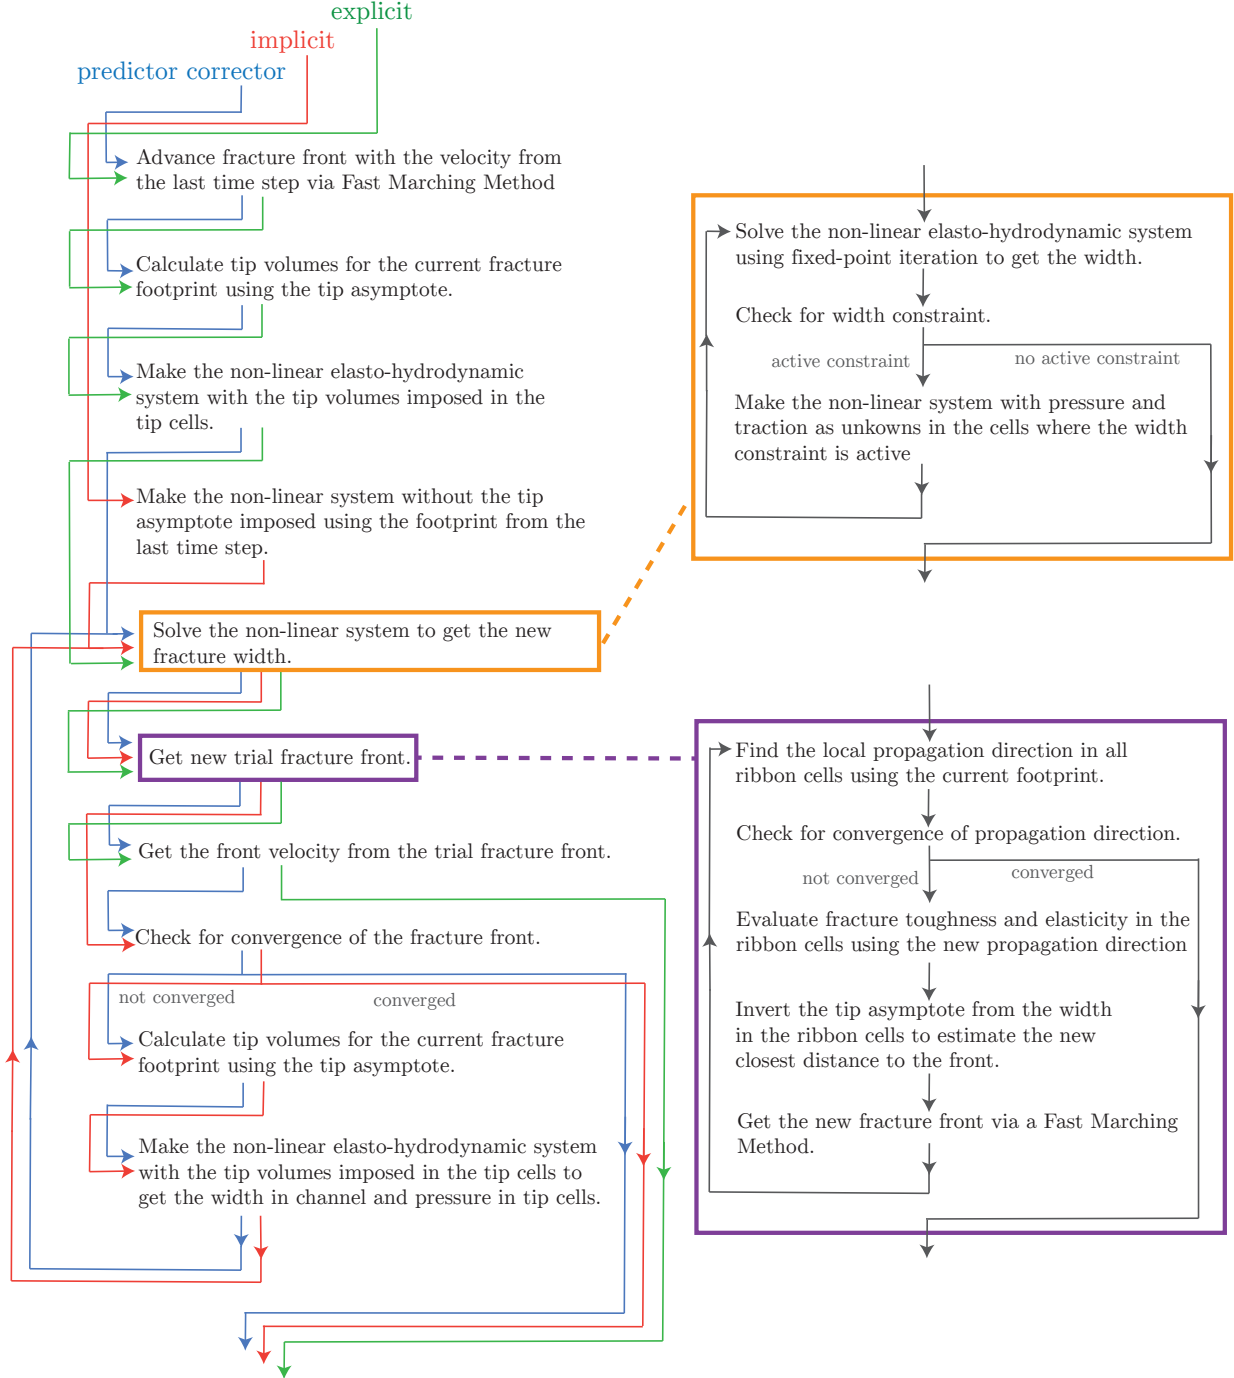 explicit
implicit
predictor corrector
Advance fracture front with the velocity from
the last time step via Fast Marching Method
Calculate tip volumes for the current fracture
footprint using the tip asymptote.
Make the non-linear elasto-hydrodynamic
system with the tip volumes imposed in the
tip cells.
Make the non-linear system without the tip
asymptote imposed using the footprint from the
last time step.
Solve the non-linear system to get the new
fracture width.
Get new trial fracture front.
Get the front velocity from the trial fracture front.
Check for convergence of the fracture front.
not converged
converged
Calculate tip volumes for the current fracture
footprint using the tip asymptote.
Make the non-linear elasto-hydrodynamic system
with the tip volumes imposed in the tip cells to
get the width in channel and pressure in tip cells.
Solve the non-linear elasto-hydrodynamic system
using fixed-point iteration to get the width.
Check for width constraint.
active constraint
no active constraint
Make the non-linear system with pressure and
traction as unkowns in the cells where the width
constraint is active
Find the local propagation direction in all
ribbon cells using the current footprint.
Check for convergence of propagation direction.
not converged
converged
Evaluate fracture toughness and elasticity in the
ribbon cells using the new propagation direction
Invert the tip asymptote from the width
in the ribbon cells to estimate the new
closest distance to the front.
Get the new fracture front via a Fast Marching
Method.